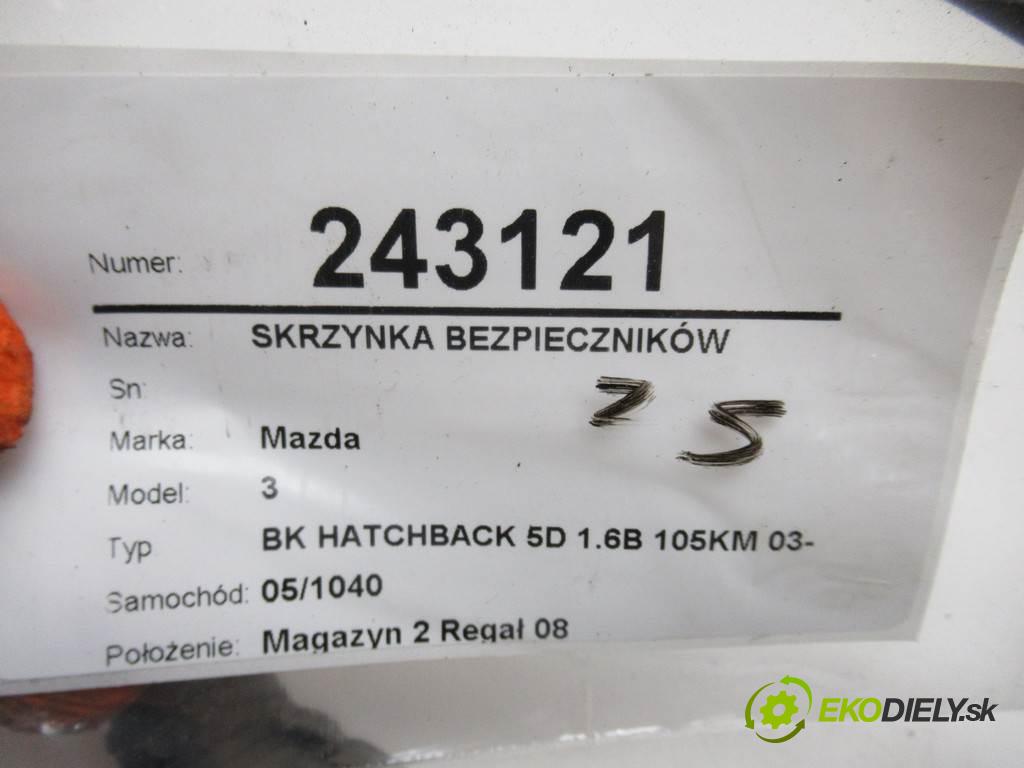 Numer: 243121
Nazwa: SKRZYNKA BEZPIECZNIKÓW
Sn:
25
Marka: Mazda
Model: 3
Typ BK HATCHBACK 5D 1.6B 105KM 03-
Samochód: 05/1040
Położenie: Magazyn 2 Regał 08
EKODIELY.sk